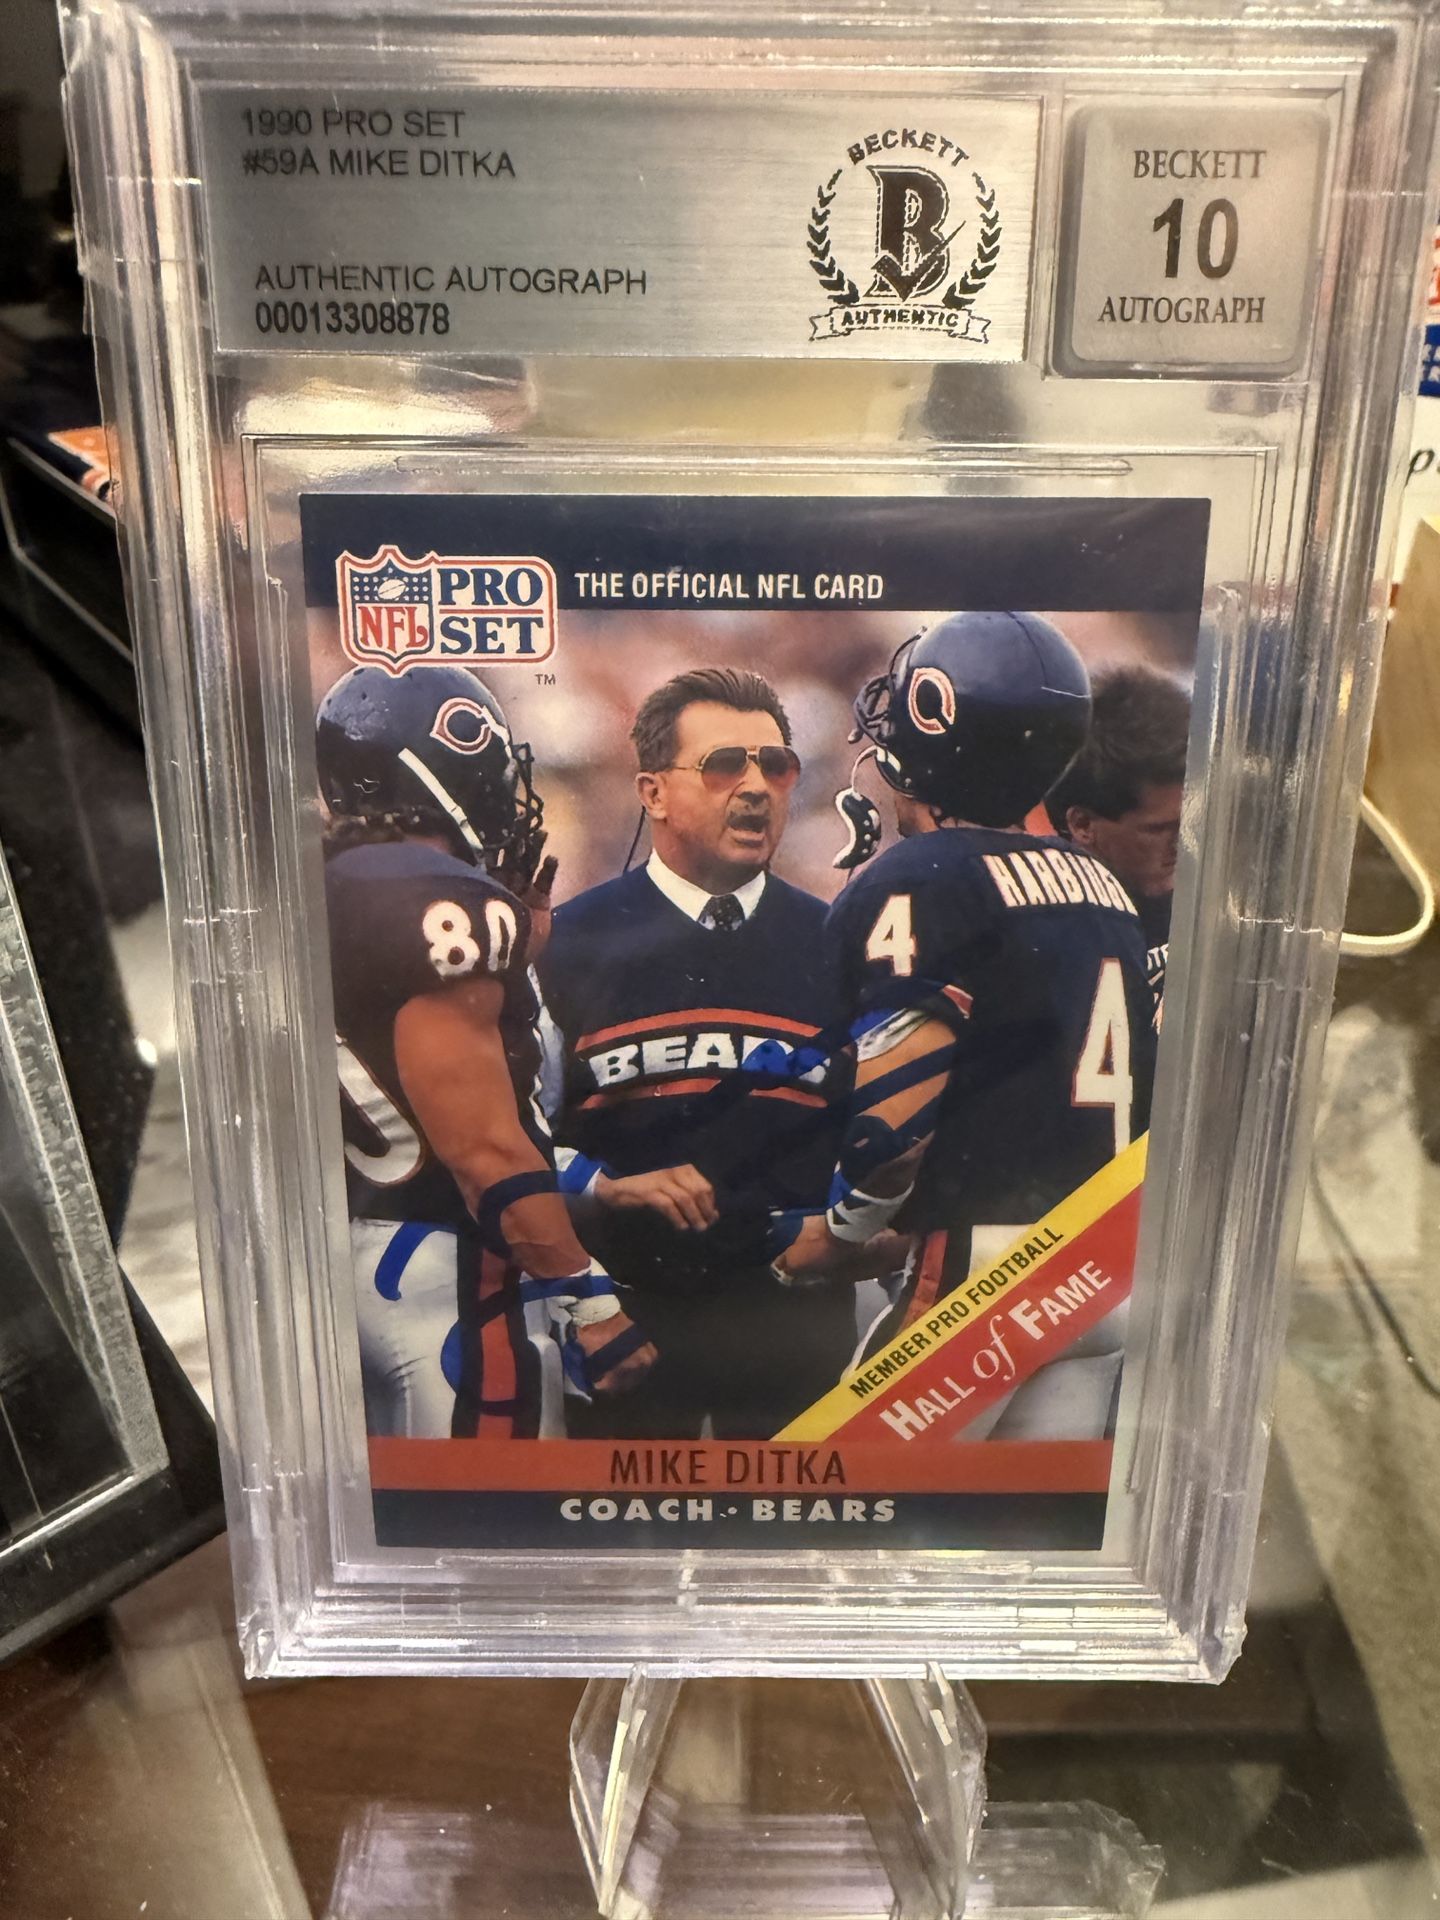 1990 PRO SET
#59A MIKE DITKA
AUTHENTIC AUTOGRAPH
00013308878
BECKETT
B
AUTHENTIC
BECKETT
10
AUTOGRAPH
NFL
PRO
SET
TM
THE OFFICIAL NFL CARD
C
C
80
HARBAUGH
4
4
BEARS
MEMBER PRO FOOTBALL
HALL of FAME
MIKE DITKA
COACH · BEARS